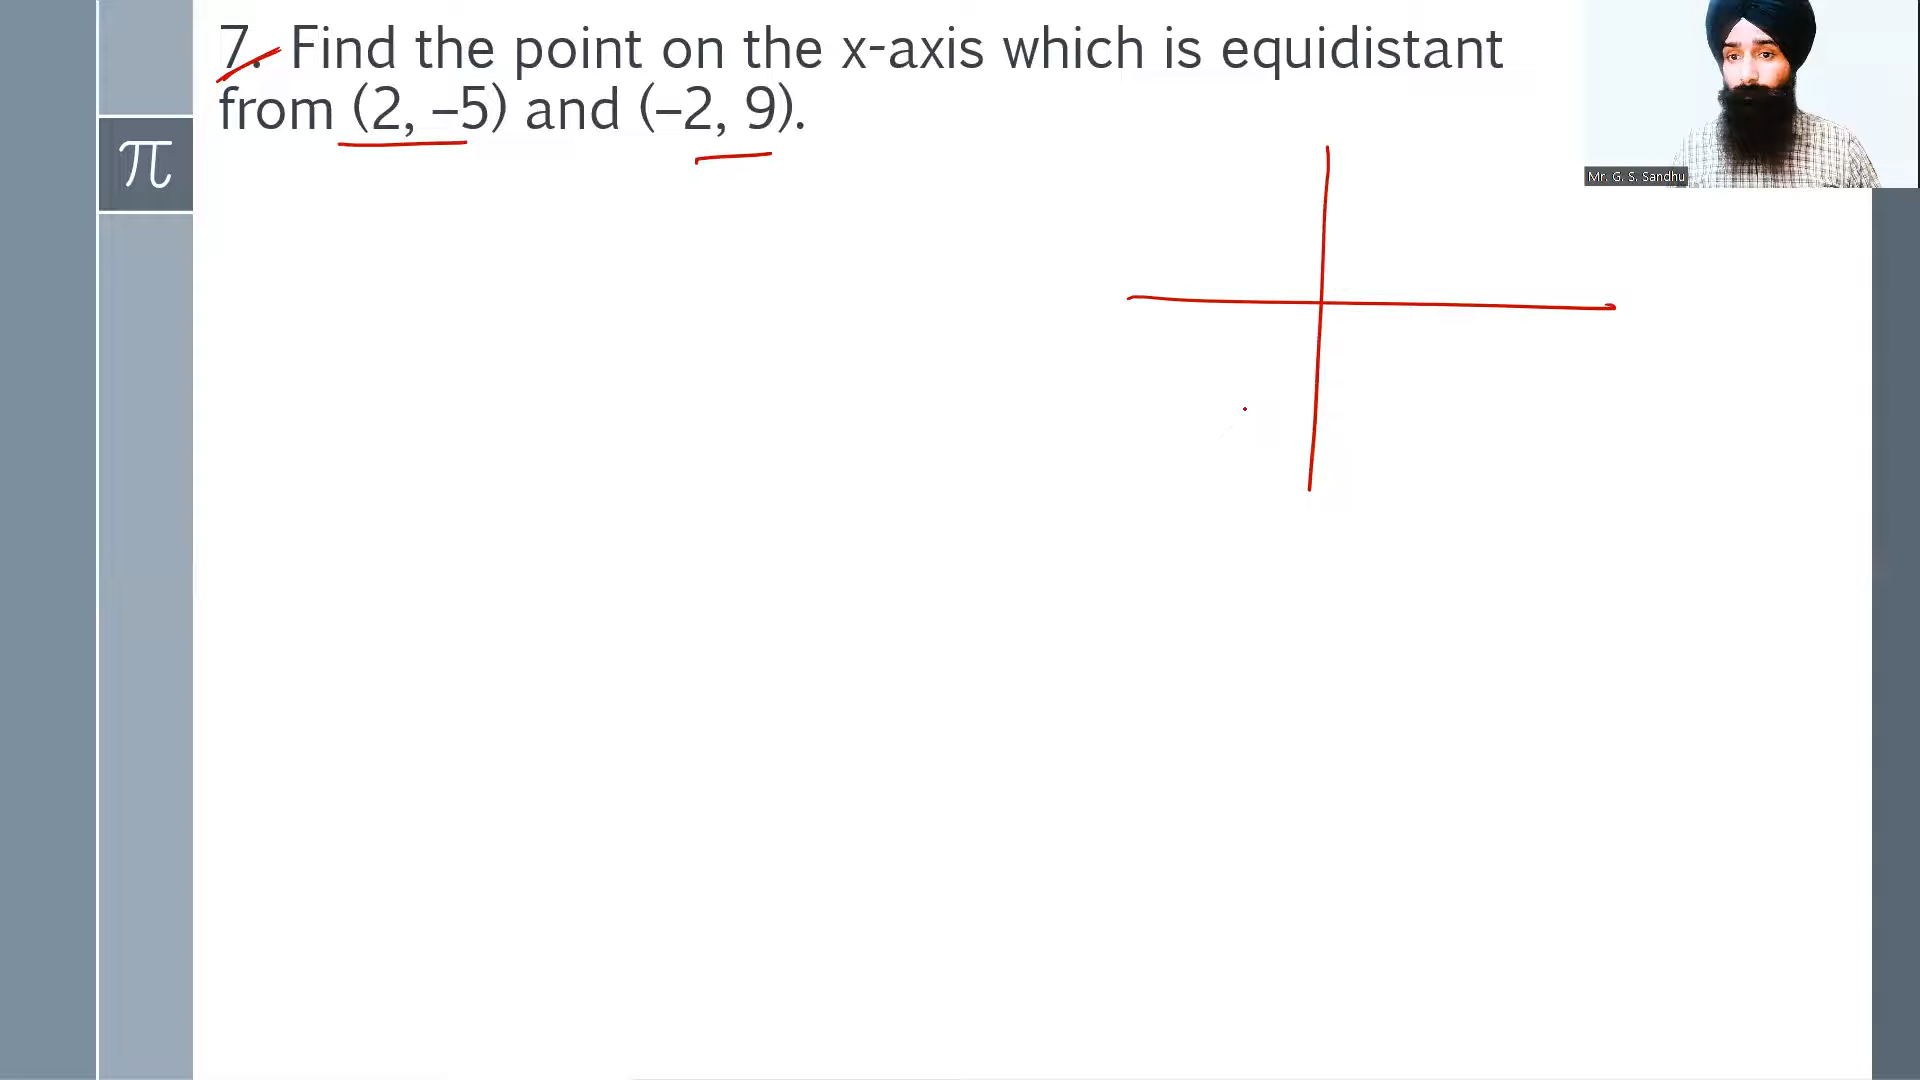 7. Find the point on the x-axis which is equidistant
from (2, –5) and (–2, 9).
π
Mr. G. S. Sandhu